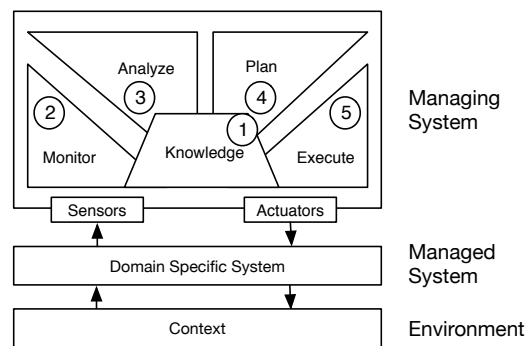 Analyze
Plan
3
4
2
5
1
Monitor
Knowledge
Execute
Managing
System
Sensors
Actuators
Domain Specific System
Managed
System
Context
Environment